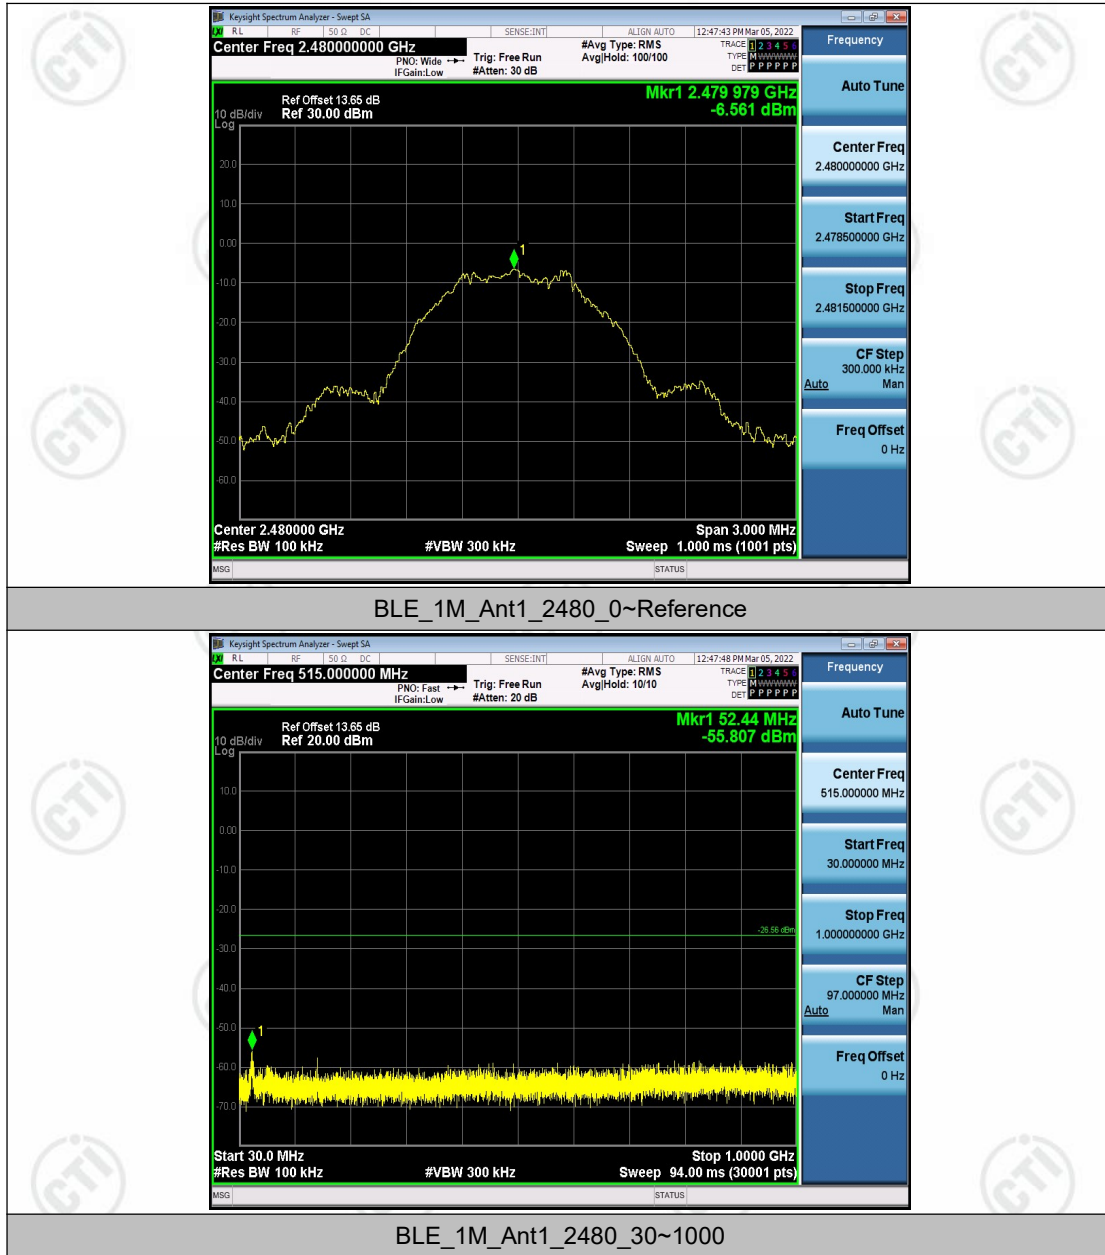 Keysight Spectrum Analyzer - Swept SA
RL RF 50 Ω DC SENSE:INT ALIGN AUTO 12:47:43 PM Mar 05, 2022
Center Freq 2.480000000 GHz
#Avg Type: RMS
TRACE 1 2 3 4 5 6
PNO: Wide Trig: Free Run Avg|Hold: 100/100 TYPE M W W W W W
IFGain:Low #Atten: 30 dB DET P P P P P P
Frequency
Auto Tune
Mkr1 2.479 979 GHz
-6.561 dBm
Ref Offset 13.65 dB
10 dB/div Ref 30.00 dBm
Log
20.0
10.0
0.00
1
-10.0
-20.0
-30.0
-40.0
-50.0
-60.0
Center Freq
2.480000000 GHz
Start Freq
2.478500000 GHz
Stop Freq
2.481500000 GHz
CF Step
300.000 kHz
Auto Man
Freq Offset
0 Hz
Center 2.480000 GHz Span 3.000 MHz
#Res BW 100 kHz #VBW 300 kHz Sweep 1.000 ms (1001 pts)
MSG STATUS
BLE_1M_Ant1_2480_0~Reference
Keysight Spectrum Analyzer - Swept SA
RL RF 50 Ω DC SENSE:INT ALIGN AUTO 12:47:48 PM Mar 05, 2022
Center Freq 515.000000 MHz
#Avg Type: RMS
TRACE 1 2 3 4 5 6
PNO: Fast Trig: Free Run Avg|Hold: 10/10 TYPE M W W W W W
IFGain:Low #Atten: 20 dB DET P P P P P P
Frequency
Auto Tune
Mkr1 52.44 MHz
-55.807 dBm
Ref Offset 13.65 dB
10 dB/div Ref 20.00 dBm
Log
10.0
0.00
-10.0
-20.0
-26.56 dBm
-30.0
-40.0
-50.0
1
-60.0
-70.0
Center Freq
515.000000 MHz
Start Freq
30.000000 MHz
Stop Freq
1.000000000 GHz
CF Step
97.000000 MHz
Auto Man
Freq Offset
0 Hz
Start 30.0 MHz Stop 1.0000 GHz
#Res BW 100 kHz #VBW 300 kHz Sweep 94.00 ms (30001 pts)
MSG STATUS
BLE_1M_Ant1_2480_30~1000
CTI
CTI
CTI
CTI
CTI
CTI
CTI
CTI